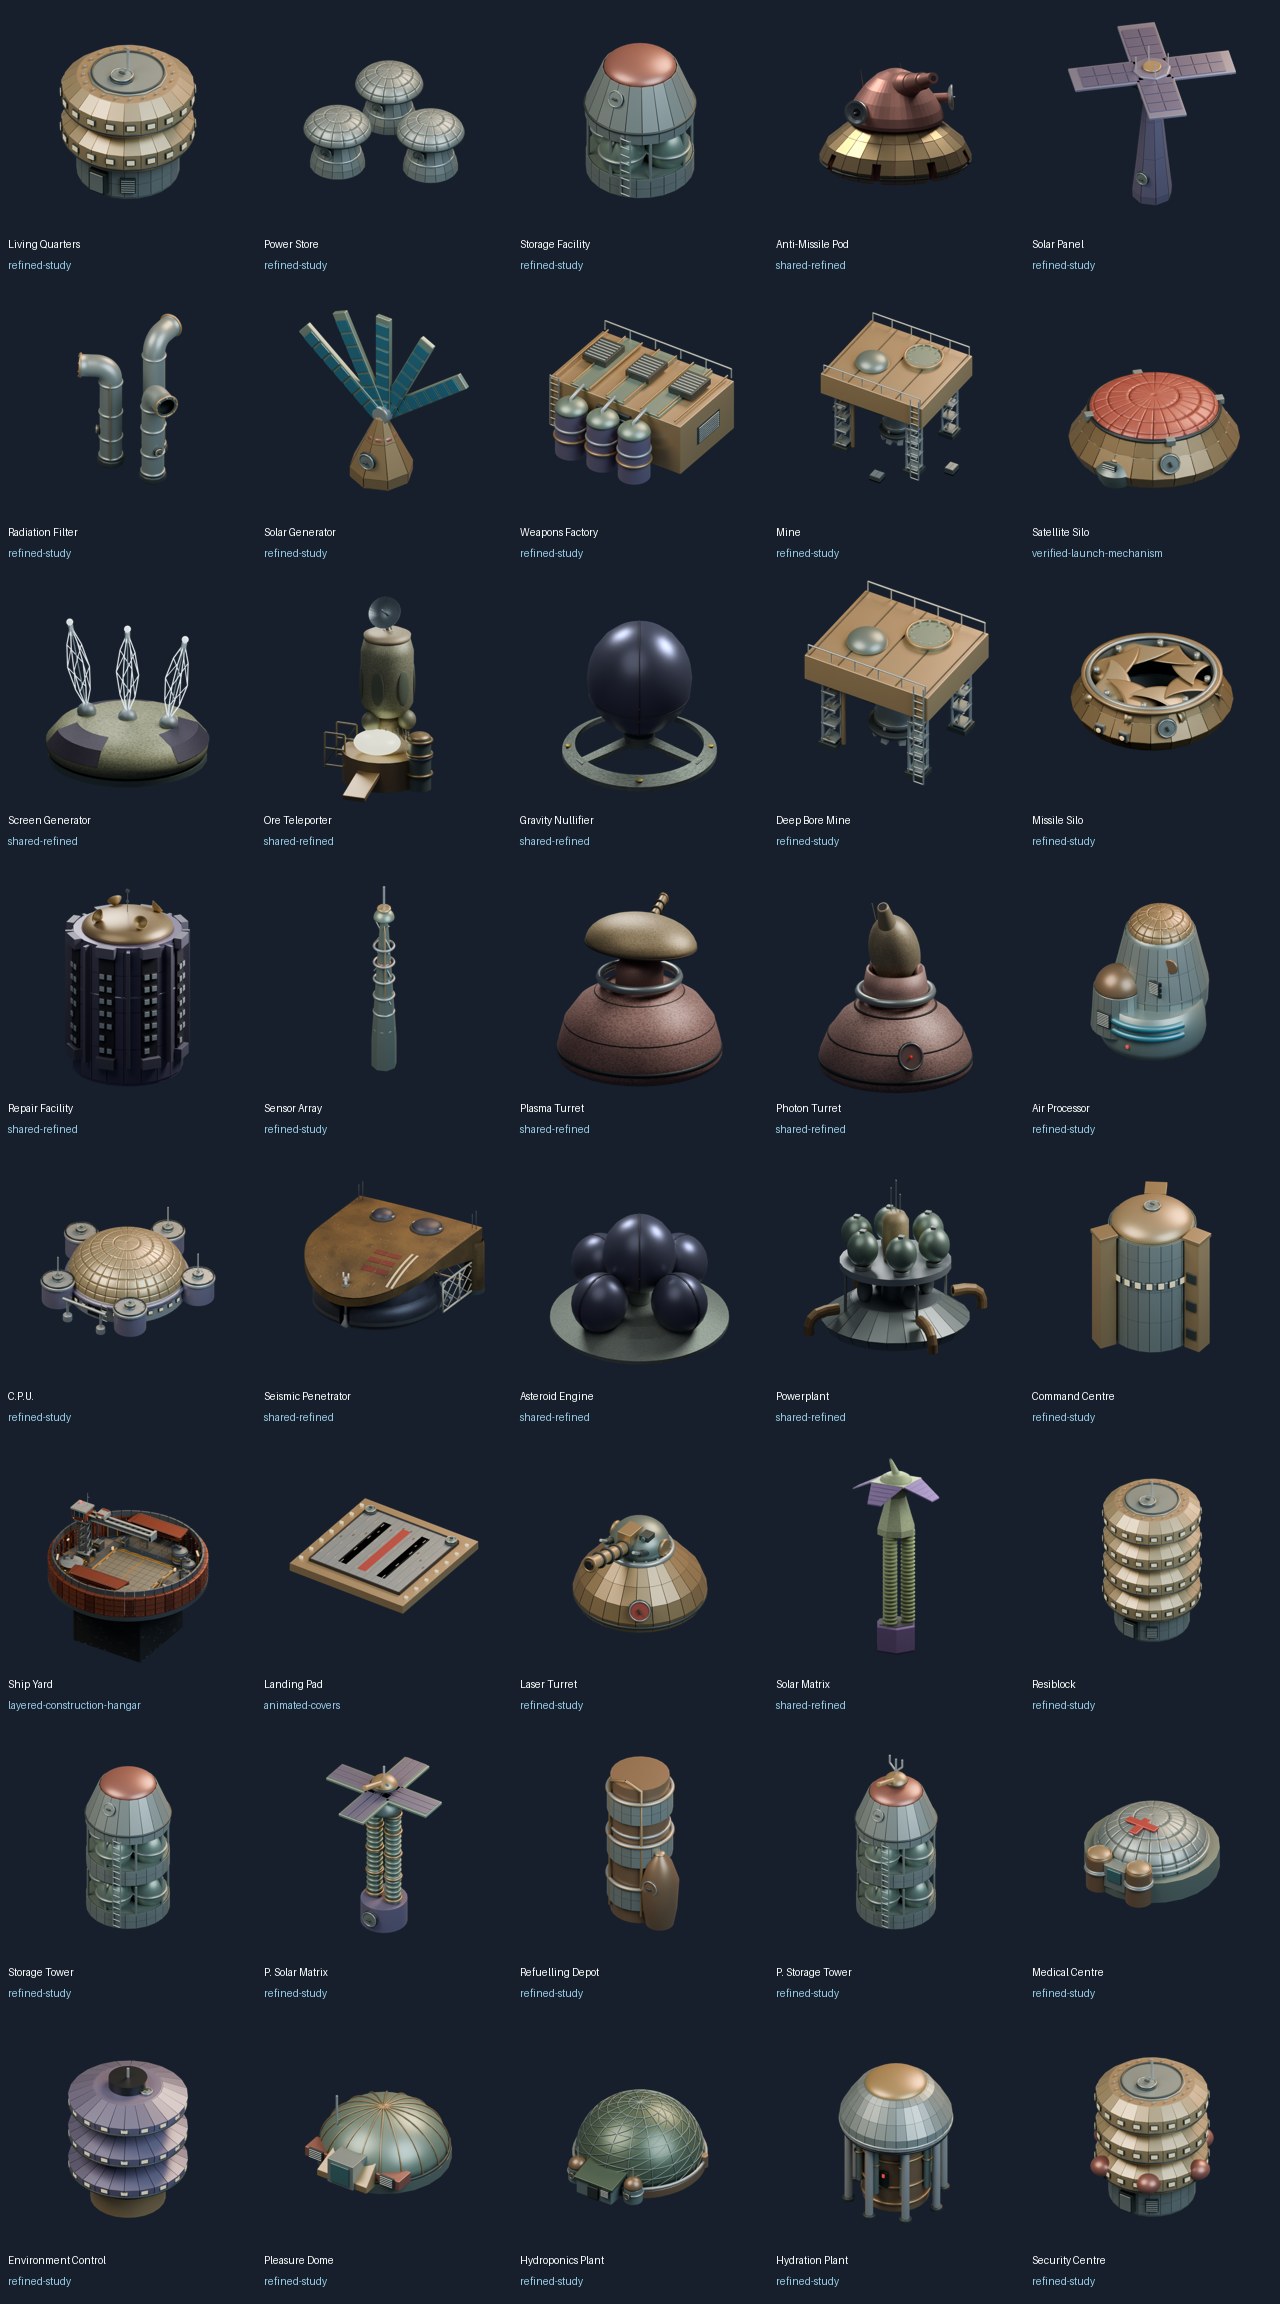 Living Quarters
refined-study
Power Store
refined-study
Storage Facility
refined-study
Anti-Missile Pod
shared-refined
Solar Panel
refined-study
Radiation Filter
refined-study
Solar Generator
refined-study
Weapons Factory
refined-study
Mine
refined-study
Satellite Silo
verified-launch-mechanism
Screen Generator
shared-refined
Ore Teleporter
shared-refined
Gravity Nullifier
shared-refined
Deep Bore Mine
refined-study
Missile Silo
refined-study
Repair Facility
shared-refined
Sensor Array
refined-study
Plasma Turret
shared-refined
Photon Turret
shared-refined
Air Processor
refined-study
C.P.U.
refined-study
Seismic Penetrator
shared-refined
Asteroid Engine
shared-refined
Powerplant
shared-refined
Command Centre
refined-study
Ship Yard
layered-construction-hangar
Landing Pad
animated-covers
Laser Turret
refined-study
Solar Matrix
shared-refined
Resiblock
refined-study
Storage Tower
refined-study
P. Solar Matrix
refined-study
Refuelling Depot
refined-study
P. Storage Tower
refined-study
Medical Centre
refined-study
Environment Control
refined-study
Pleasure Dome
refined-study
Hydroponics Plant
refined-study
Hydration Plant
refined-study
Security Centre
refined-study